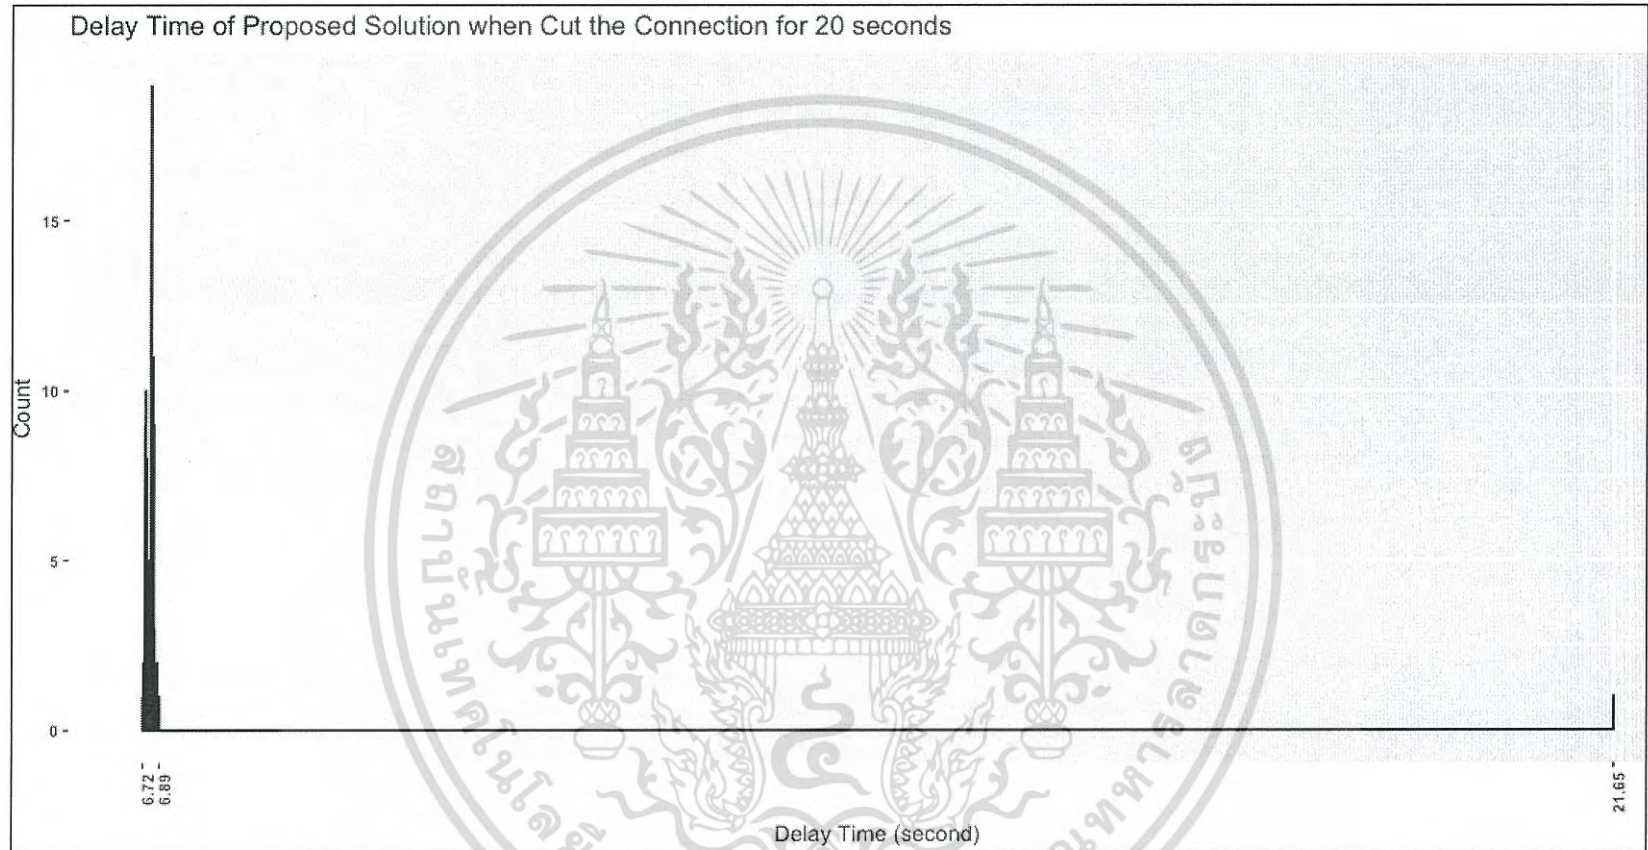 Delay Time of Proposed Solution when Cut the Connection for 20 seconds
Count
15
10
5
0
6.72
6.89
21.65
Delay Time (second)